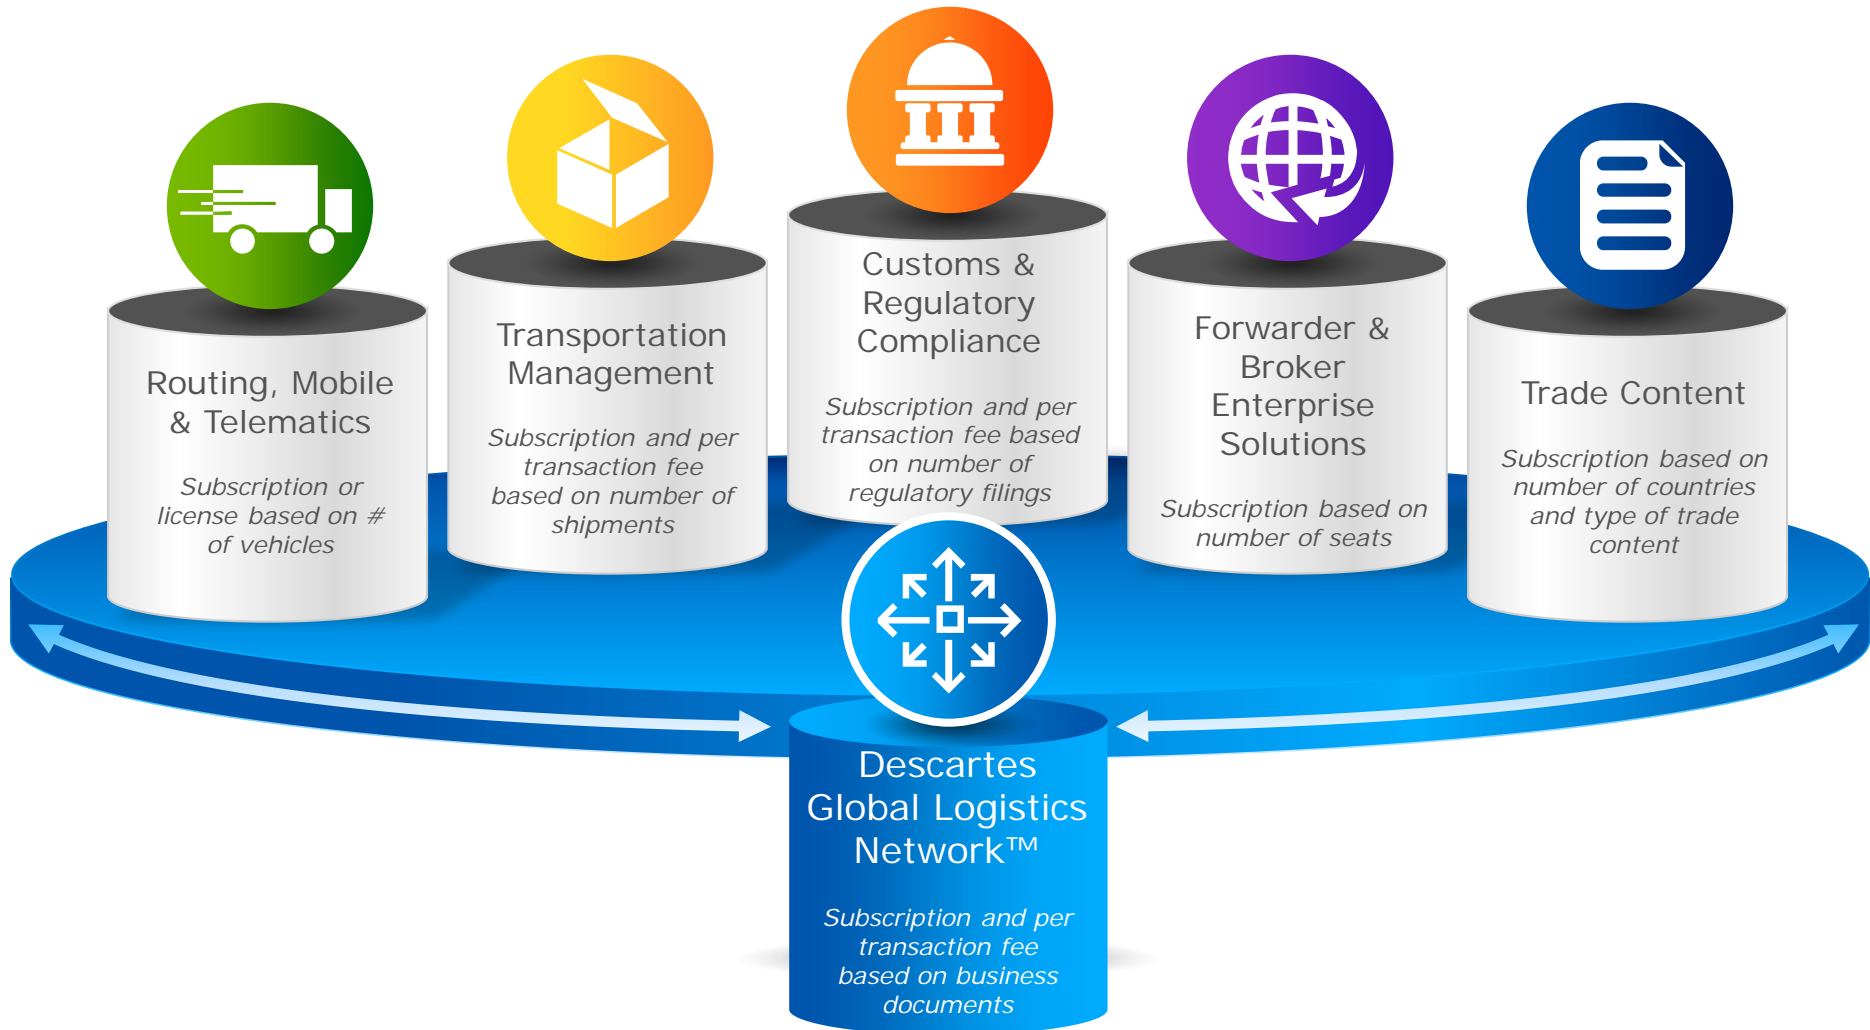 Routing, Mobile
& Telematics
Subscription or
license based on #
of vehicles
Transportation
Management
Subscription and per
transaction fee
based on number of
shipments
Customs &
Regulatory
Compliance
Subscription and per
transaction fee based
on number of
regulatory filings
Forwarder &
Broker
Enterprise
Solutions
Subscription based on
number of seats
Trade Content
Subscription based on
number of countries
and type of trade
content
Descartes
Global Logistics
Network™
Subscription and per
transaction fee
based on business
documents